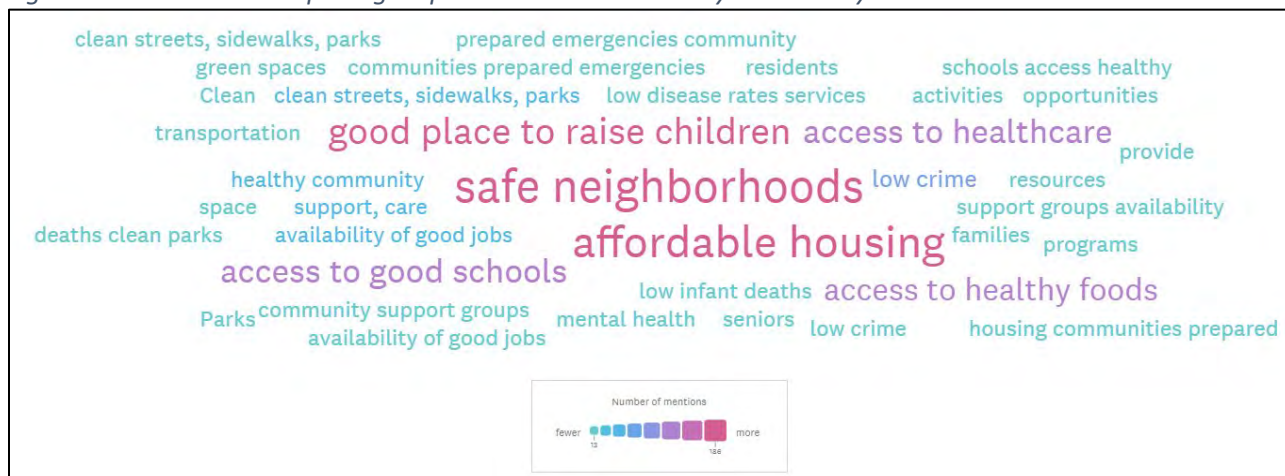 clean streets, sidewalks, parks prepared emergencies community
green spaces communities prepared emergencies residents schools access healthy
Clean clean streets, sidewalks, parks low disease rates services activities opportunities
transportation good place to raise children access to healthcare
provide
healthy community safe neighborhoods low crime resources
space support, care support groups availability
deaths clean parks availability of good jobs affordable housing families programs
access to good schools
low infant deaths access to healthy foods
Parks community support groups mental health seniors low crime housing communities prepared
availability of good jobs
Number of mentions
fewer more
13